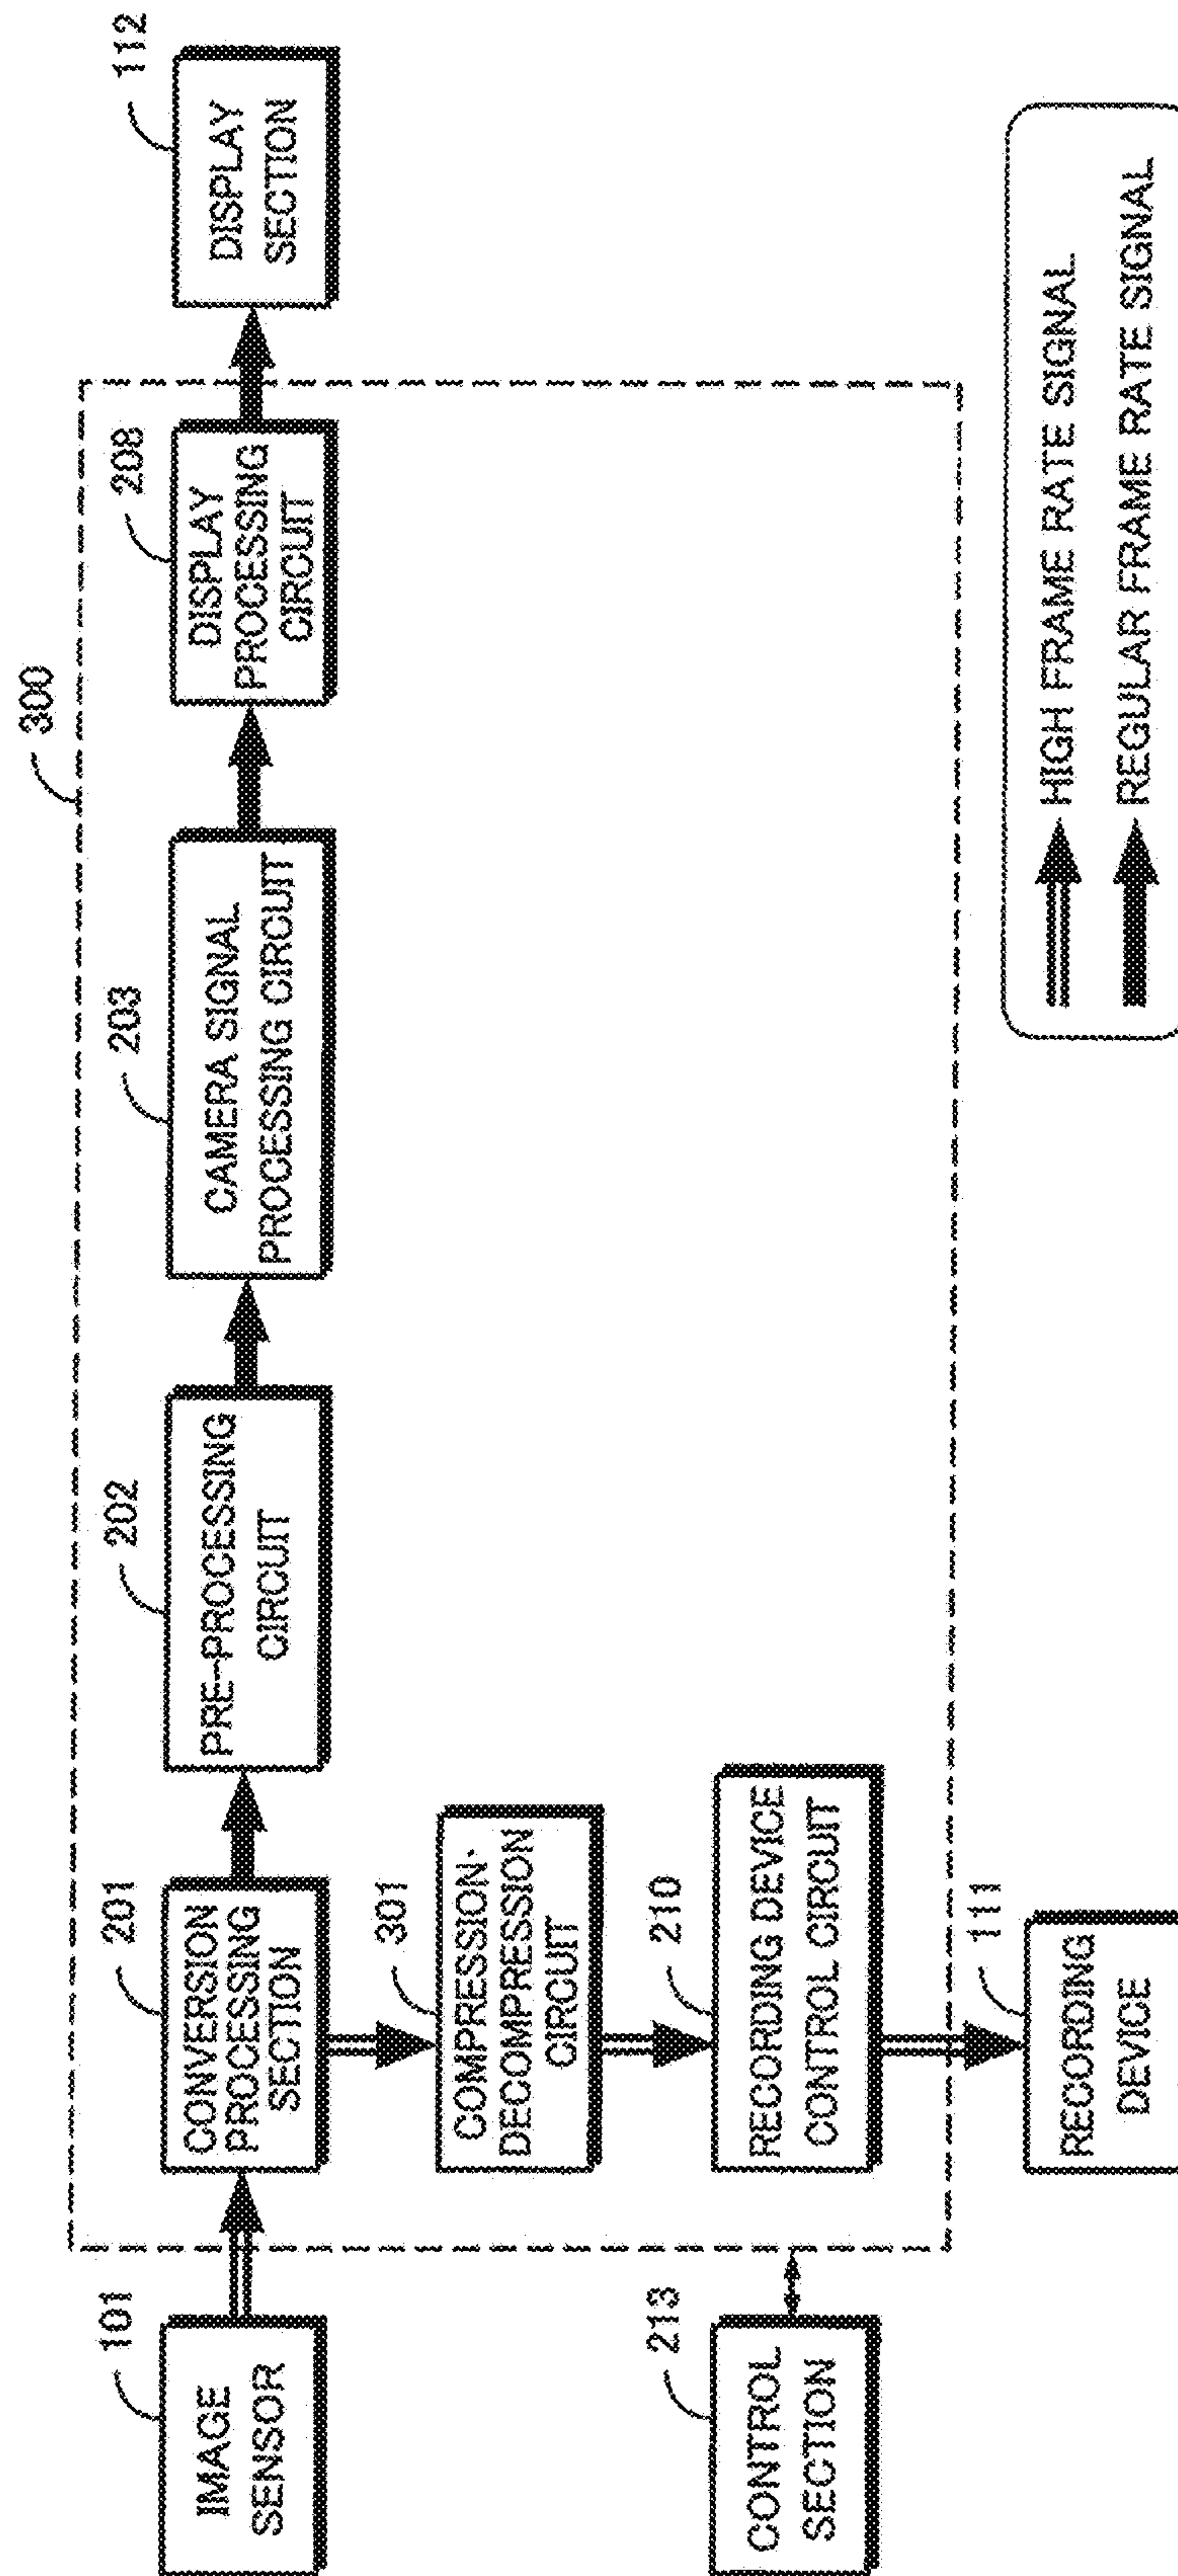 300
101
IMAGE
SENSOR
201
CONVERSION
PROCESSING
SECTION
202
PRE-PROCESSING
CIRCUIT
203
CAMERA SIGNAL
PROCESSING CIRCUIT
208
DISPLAY
PROCESSING
CIRCUIT
112
DISPLAY
SECTION
301
COMPRESSION-
DECOMPRESSION
CIRCUIT
213
CONTROL
SECTION
210
RECORDING DEVICE
CONTROL CIRCUIT
111
RECORDING
DEVICE
HIGH FRAME RATE SIGNAL
REGULAR FRAME RATE SIGNAL